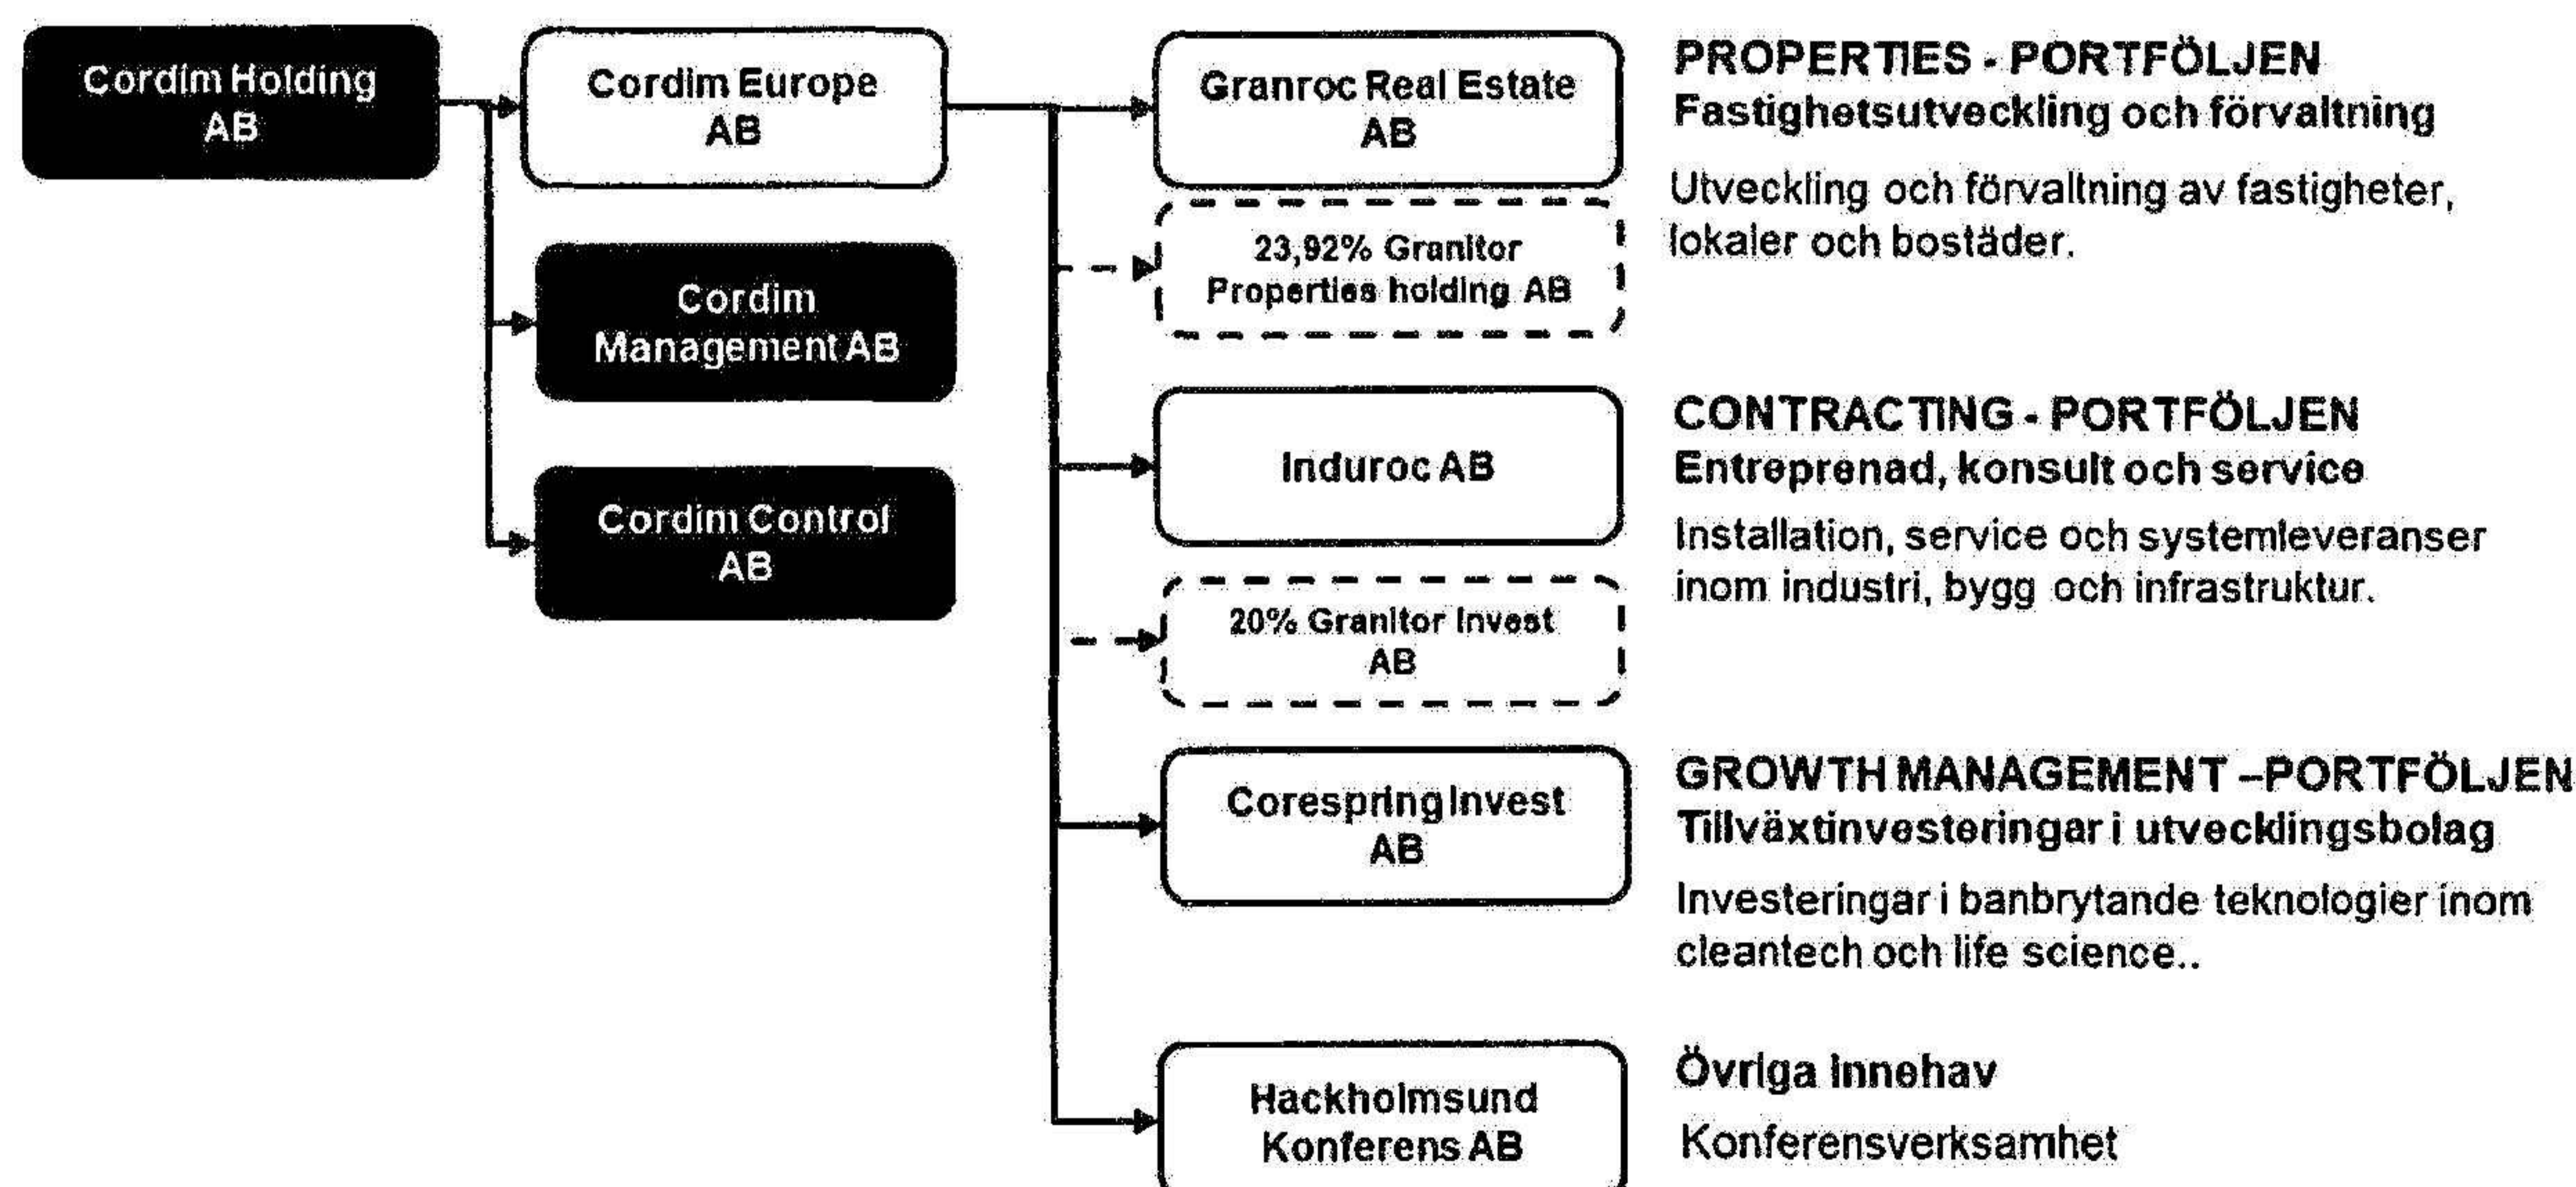 Cordim Holding
AB
Cordim Europe
AB
Cordim
Management AB
Cordim Control
AB
Granroc Real Estate
AB
23,92% Granitor
Properties holding AB
Induroc AB
20% Granitor Invest
AB
Corespring Invest
AB
Hackholmsund
Konferens AB
PROPERTIES - PORTFÖLJEN
Fastighetsutveckling och förvaltning
Utveckling och förvaltning av fastigheter,
lokaler och bostäder.
CONTRACTING - PORTFÖLJEN
Entreprenad, konsult och service
Installation, service och systemleveranser
inom industri, bygg och infrastruktur.
GROWTH MANAGEMENT –PORTFÖLJEN
Tillväxtinvesteringar i utvecklingsbolag
Investeringar i banbrytande teknologier inom
cleantech och life science..
Övriga Innehav
Konferensverksamhet